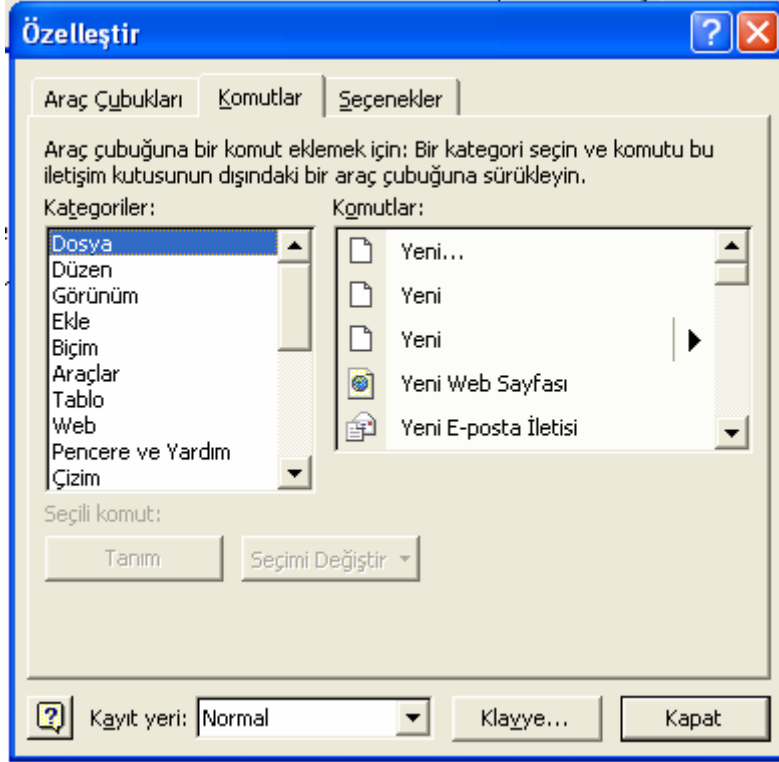 Özelleştir
Araç Çubukları
Komutlar
Seçenekler
Araç çubuğuna bir komut eklemek için: Bir kategori seçin ve komutu bu
iletişim kutusunun dışındaki bir araç çubuğuna sürükleyin.
Kategoriler:
Komutlar:
Dosya
Düzen
Görünüm
Ekle
Biçim
Araçlar
Tablo
Web
Pencere ve Yardım
Çizim
Yeni...
Yeni
Yeni
Yeni Web Sayfası
Yeni E-posta İletisi
Seçili komut:
Tanım
Seçimi Değiştir
Kayıt yeri:
Normal
Klavye...
Kapat